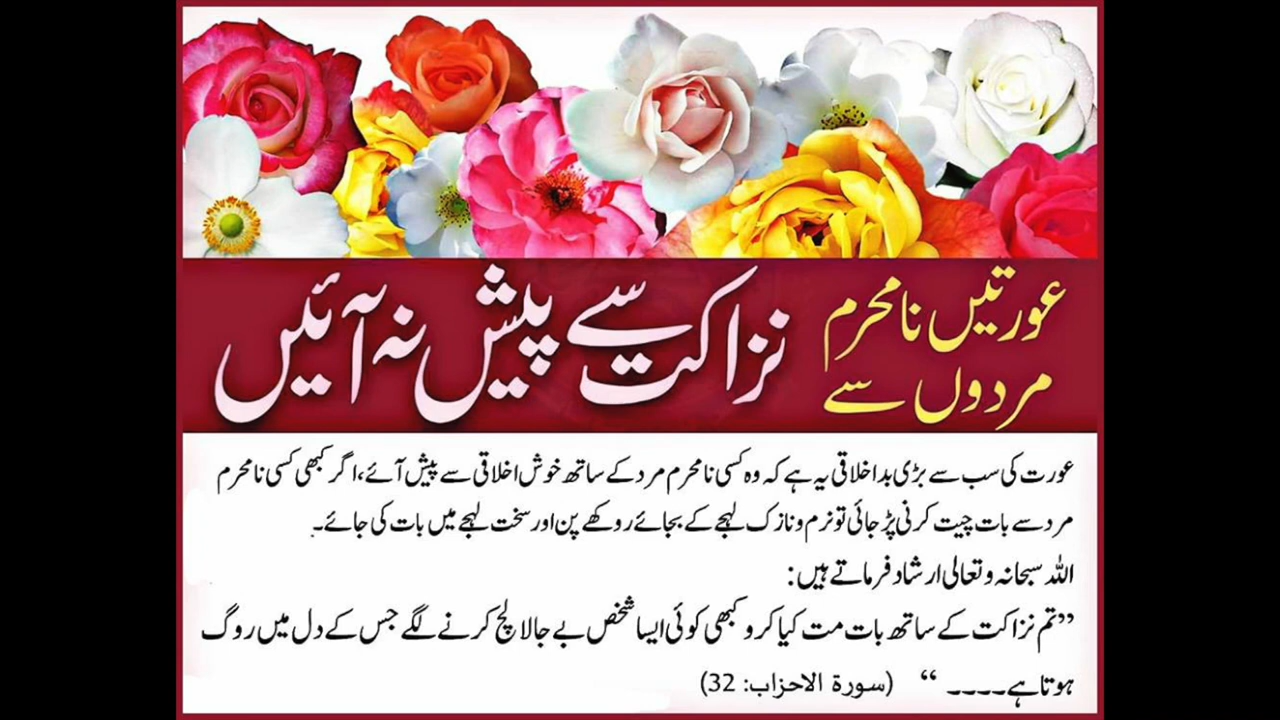 عورتیں نامحرم
مردوں سے
نزاکت سے پیش نہ آئیں
عورت کی سب سے بڑی بداخلاقی یہ ہے کہ وہ کسی نامحرم مرد کے ساتھ خوش اخلاقی سے پیش آئے، اگر کبھی کسی نامحرم
مرد سے بات چیت کرنی پڑ جائی تو نرم و نازک لہجے کے بجائے روکھے پن اور سخت لہجے میں بات کی جائے۔
اللہ سبحانہ و تعالی ارشاد فرماتے ہیں:
”تم نزاکت کے ساتھ بات مت کیا کرو کبھی کوئی ایسا شخص بے جا لالچ کرنے لگے جس کے دل میں روگ
ہوتا ہے۔۔۔۔ “ (سورة الاحزاب: 32)